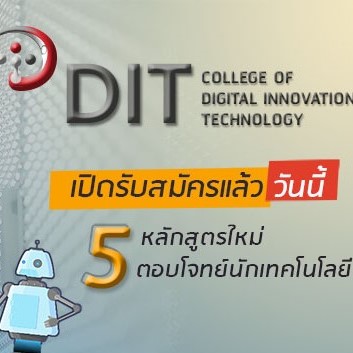 DIT
COLLEGE OF
DIGITAL INNOVATION
TECHNOLOGY
เปิดรับสมัครแล้ว วันนี้
5 หลักสูตรใหม่
ตอบโจทย์นักเทคโนโลยี